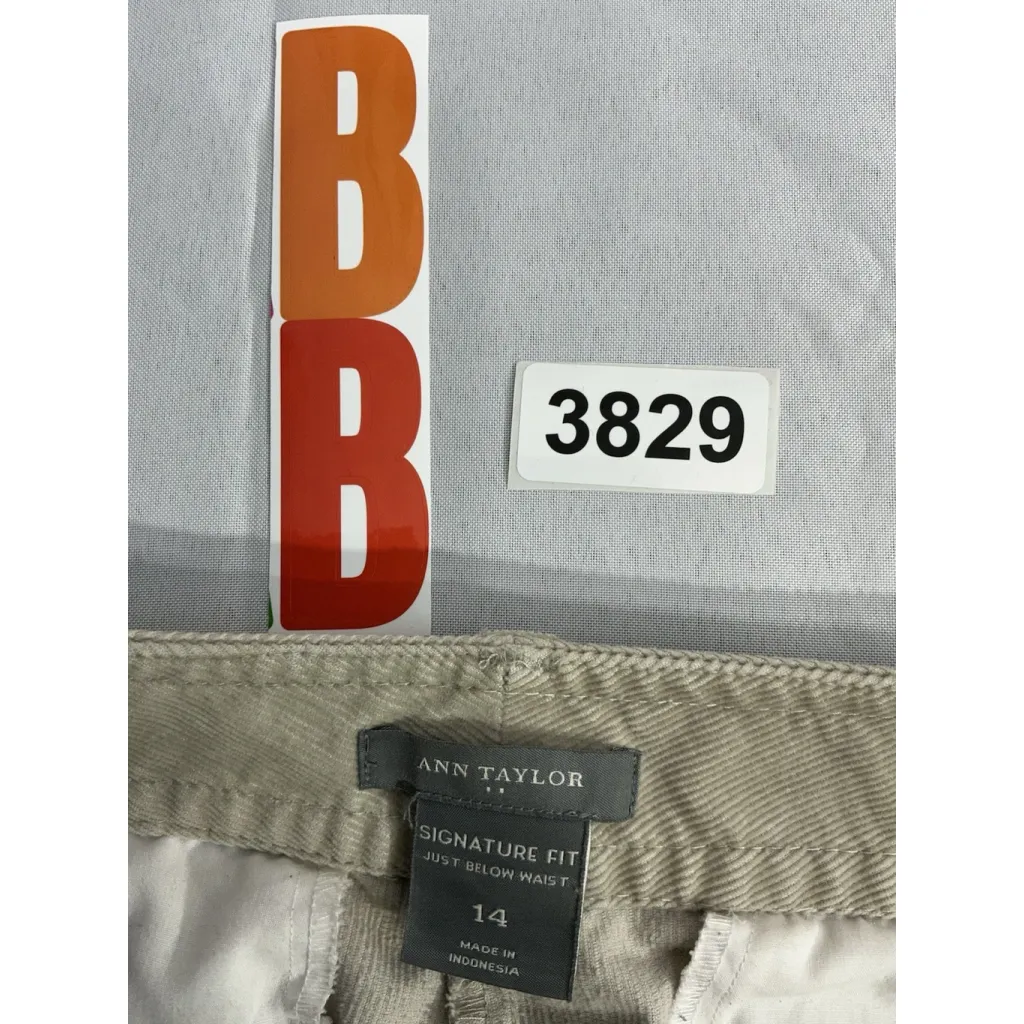 B
B
3829
ANN TAYLOR
SIGNATURE FIT
JUST BELOW WAIST
14
MADE IN
INDONESIA